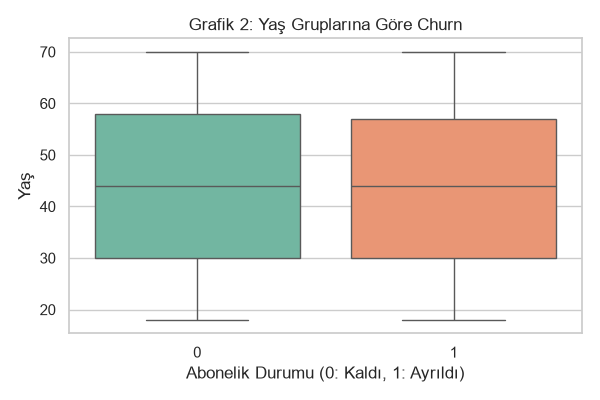 Grafik 2: Yaş Gruplarına Göre Churn
70
60
50
40
30
20
Yaş
0
1
Abonelik Durumu (0: Kaldı, 1: Ayrıldı)